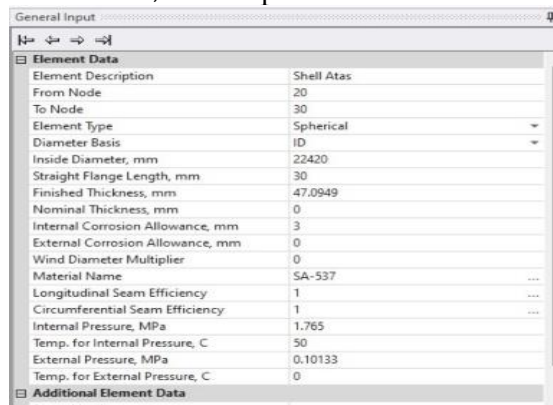 General Input
Element Data
Element Description Shell Atas
From Node 20
To Node 30
Element Type Spherical
Diameter Basis ID
Inside Diameter, mm 22420
Straight Flange Length, mm 30
Finished Thickness, mm 47.0949
Nominal Thickness, mm 0
Internal Corrosion Allowance, mm 3
External Corrosion Allowance, mm 0
Wind Diameter Multiplier 0
Material Name SA-537 ...
Longitudinal Seam Efficiency 1 ...
Circumferential Seam Efficiency 1 ...
Internal Pressure, MPa 1.765
Temp. for Internal Pressure, C 50
External Pressure, MPa 0.10133
Temp. for External Pressure, C 0
Additional Element Data